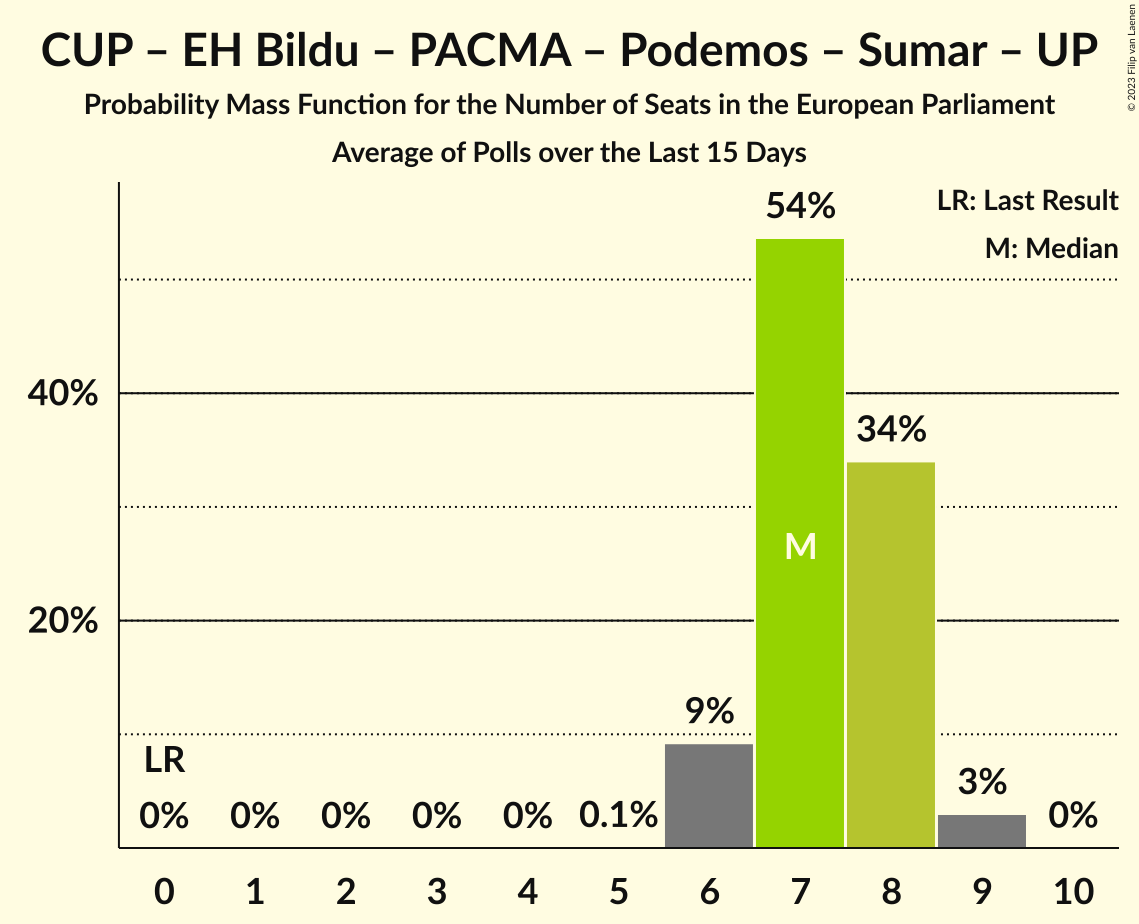 CUP – EH Bildu – PACMA – Podemos – Sumar – UP
Probability Mass Function for the Number of Seats in the European Parliament
Average of Polls over the Last 15 Days
© 2023 Filip van Laenen
LR: Last Result
M: Median
54%
40%
34%
M
20%
9%
LR
3%
0% 0% 0% 0% 0% 0.1% 0%
0 1 2 3 4 5 6 7 8 9 10